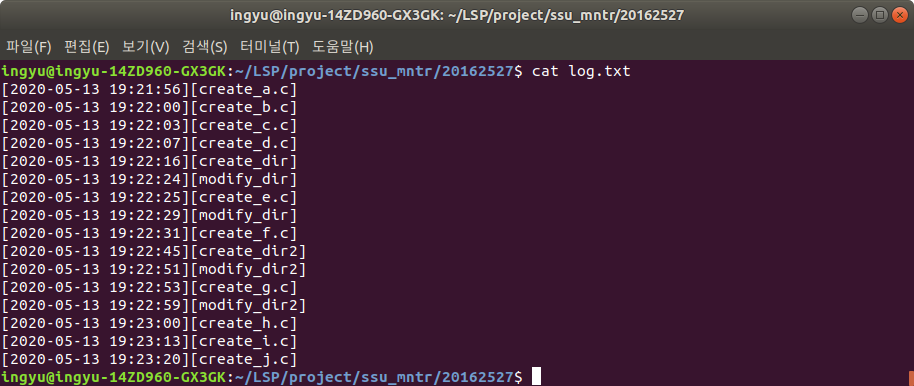 ingyu@ingyu-14ZD960-GX3GK: ~/LSP/project/ssu_mntr/20162527
파일(F) 편집(E) 보기(V) 검색(S) 터미널(T) 도움말(H)
ingyu@ingyu-14ZD960-GX3GK:~/LSP/project/ssu_mntr/20162527$ cat log.txt
[2020-05-13 19:21:56][create_a.c]
[2020-05-13 19:22:00][create_b.c]
[2020-05-13 19:22:03][create_c.c]
[2020-05-13 19:22:07][create_d.c]
[2020-05-13 19:22:16][create_dir]
[2020-05-13 19:22:24][modify_dir]
[2020-05-13 19:22:25][create_e.c]
[2020-05-13 19:22:29][modify_dir]
[2020-05-13 19:22:31][create_f.c]
[2020-05-13 19:22:45][create_dir2]
[2020-05-13 19:22:51][modify_dir2]
[2020-05-13 19:22:53][create_g.c]
[2020-05-13 19:22:59][modify_dir2]
[2020-05-13 19:23:00][create_h.c]
[2020-05-13 19:23:13][create_i.c]
[2020-05-13 19:23:20][create_j.c]
ingyu@ingyu-14ZD960-GX3GK:~/LSP/project/ssu_mntr/20162527$